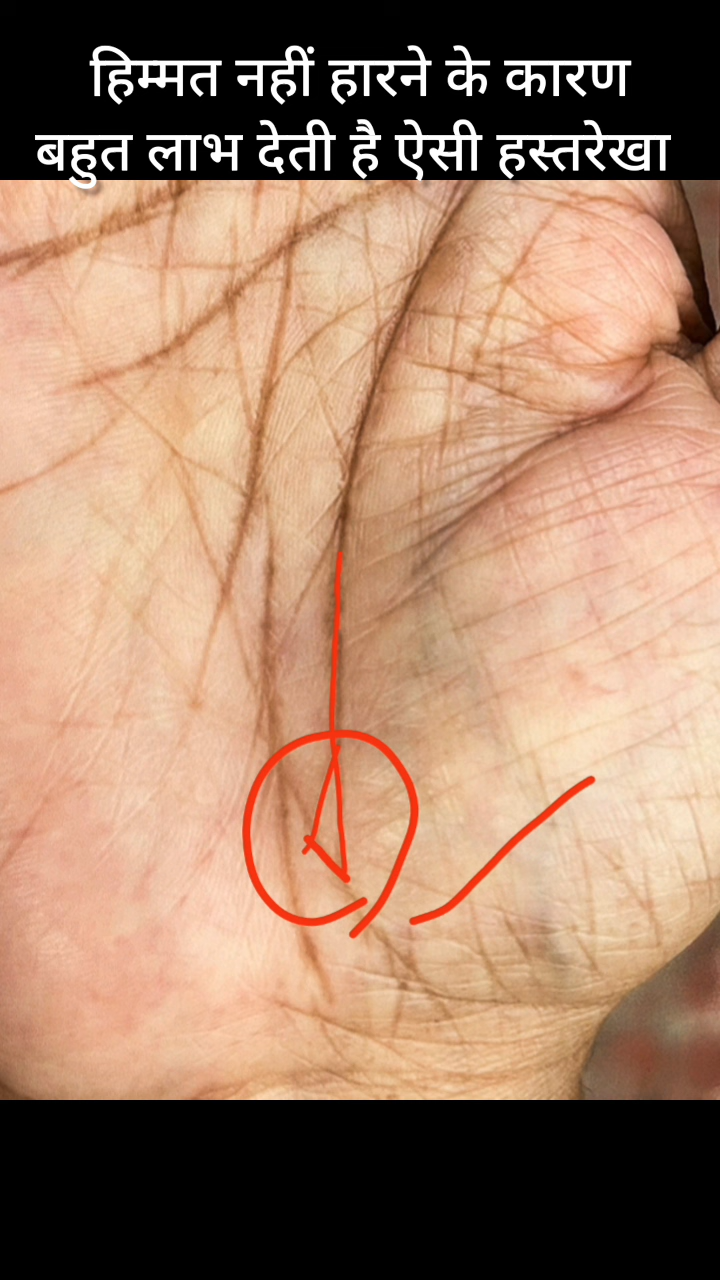 हिम्मत नहीं हारने के कारण
बहुत लाभ देती है ऐसी हस्तरेखा